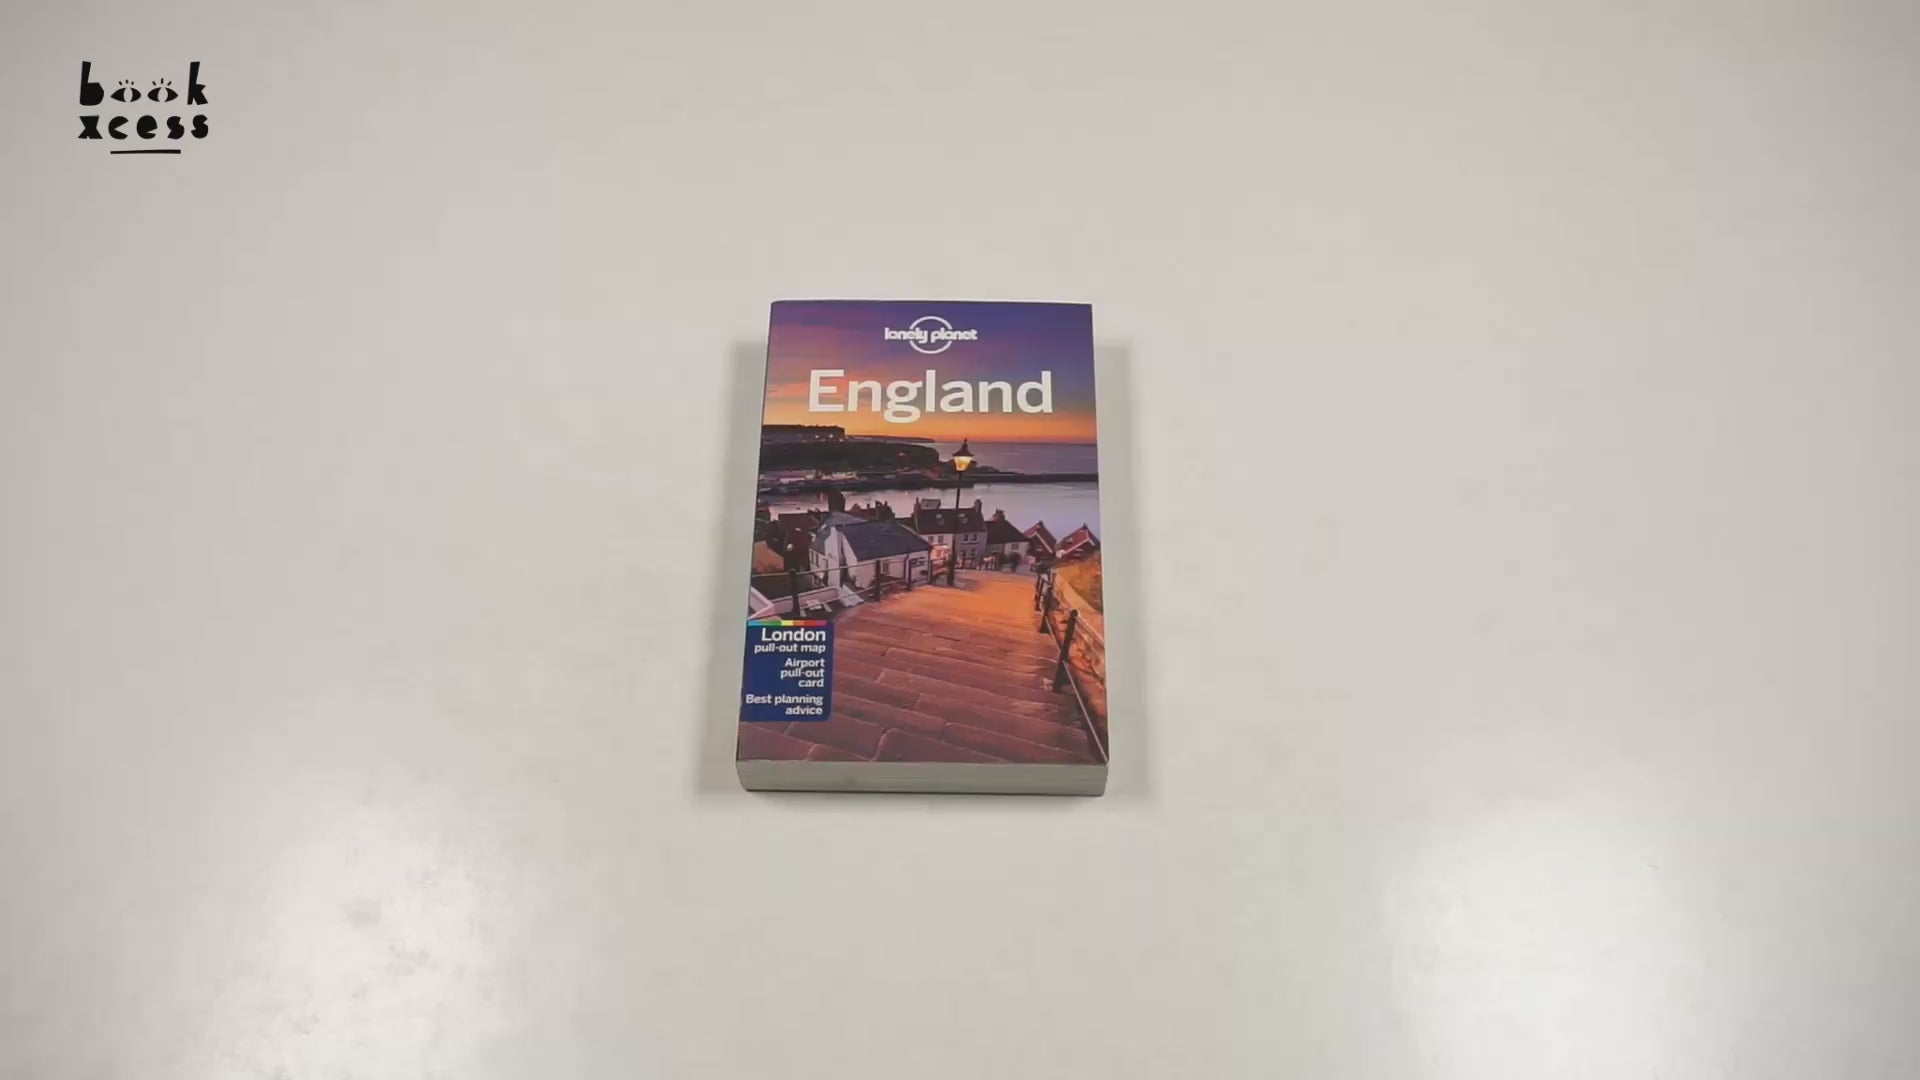 book
xcess
lonely planet
England
London
pull-out map
Airport
pull-out
card
Best planning
advice